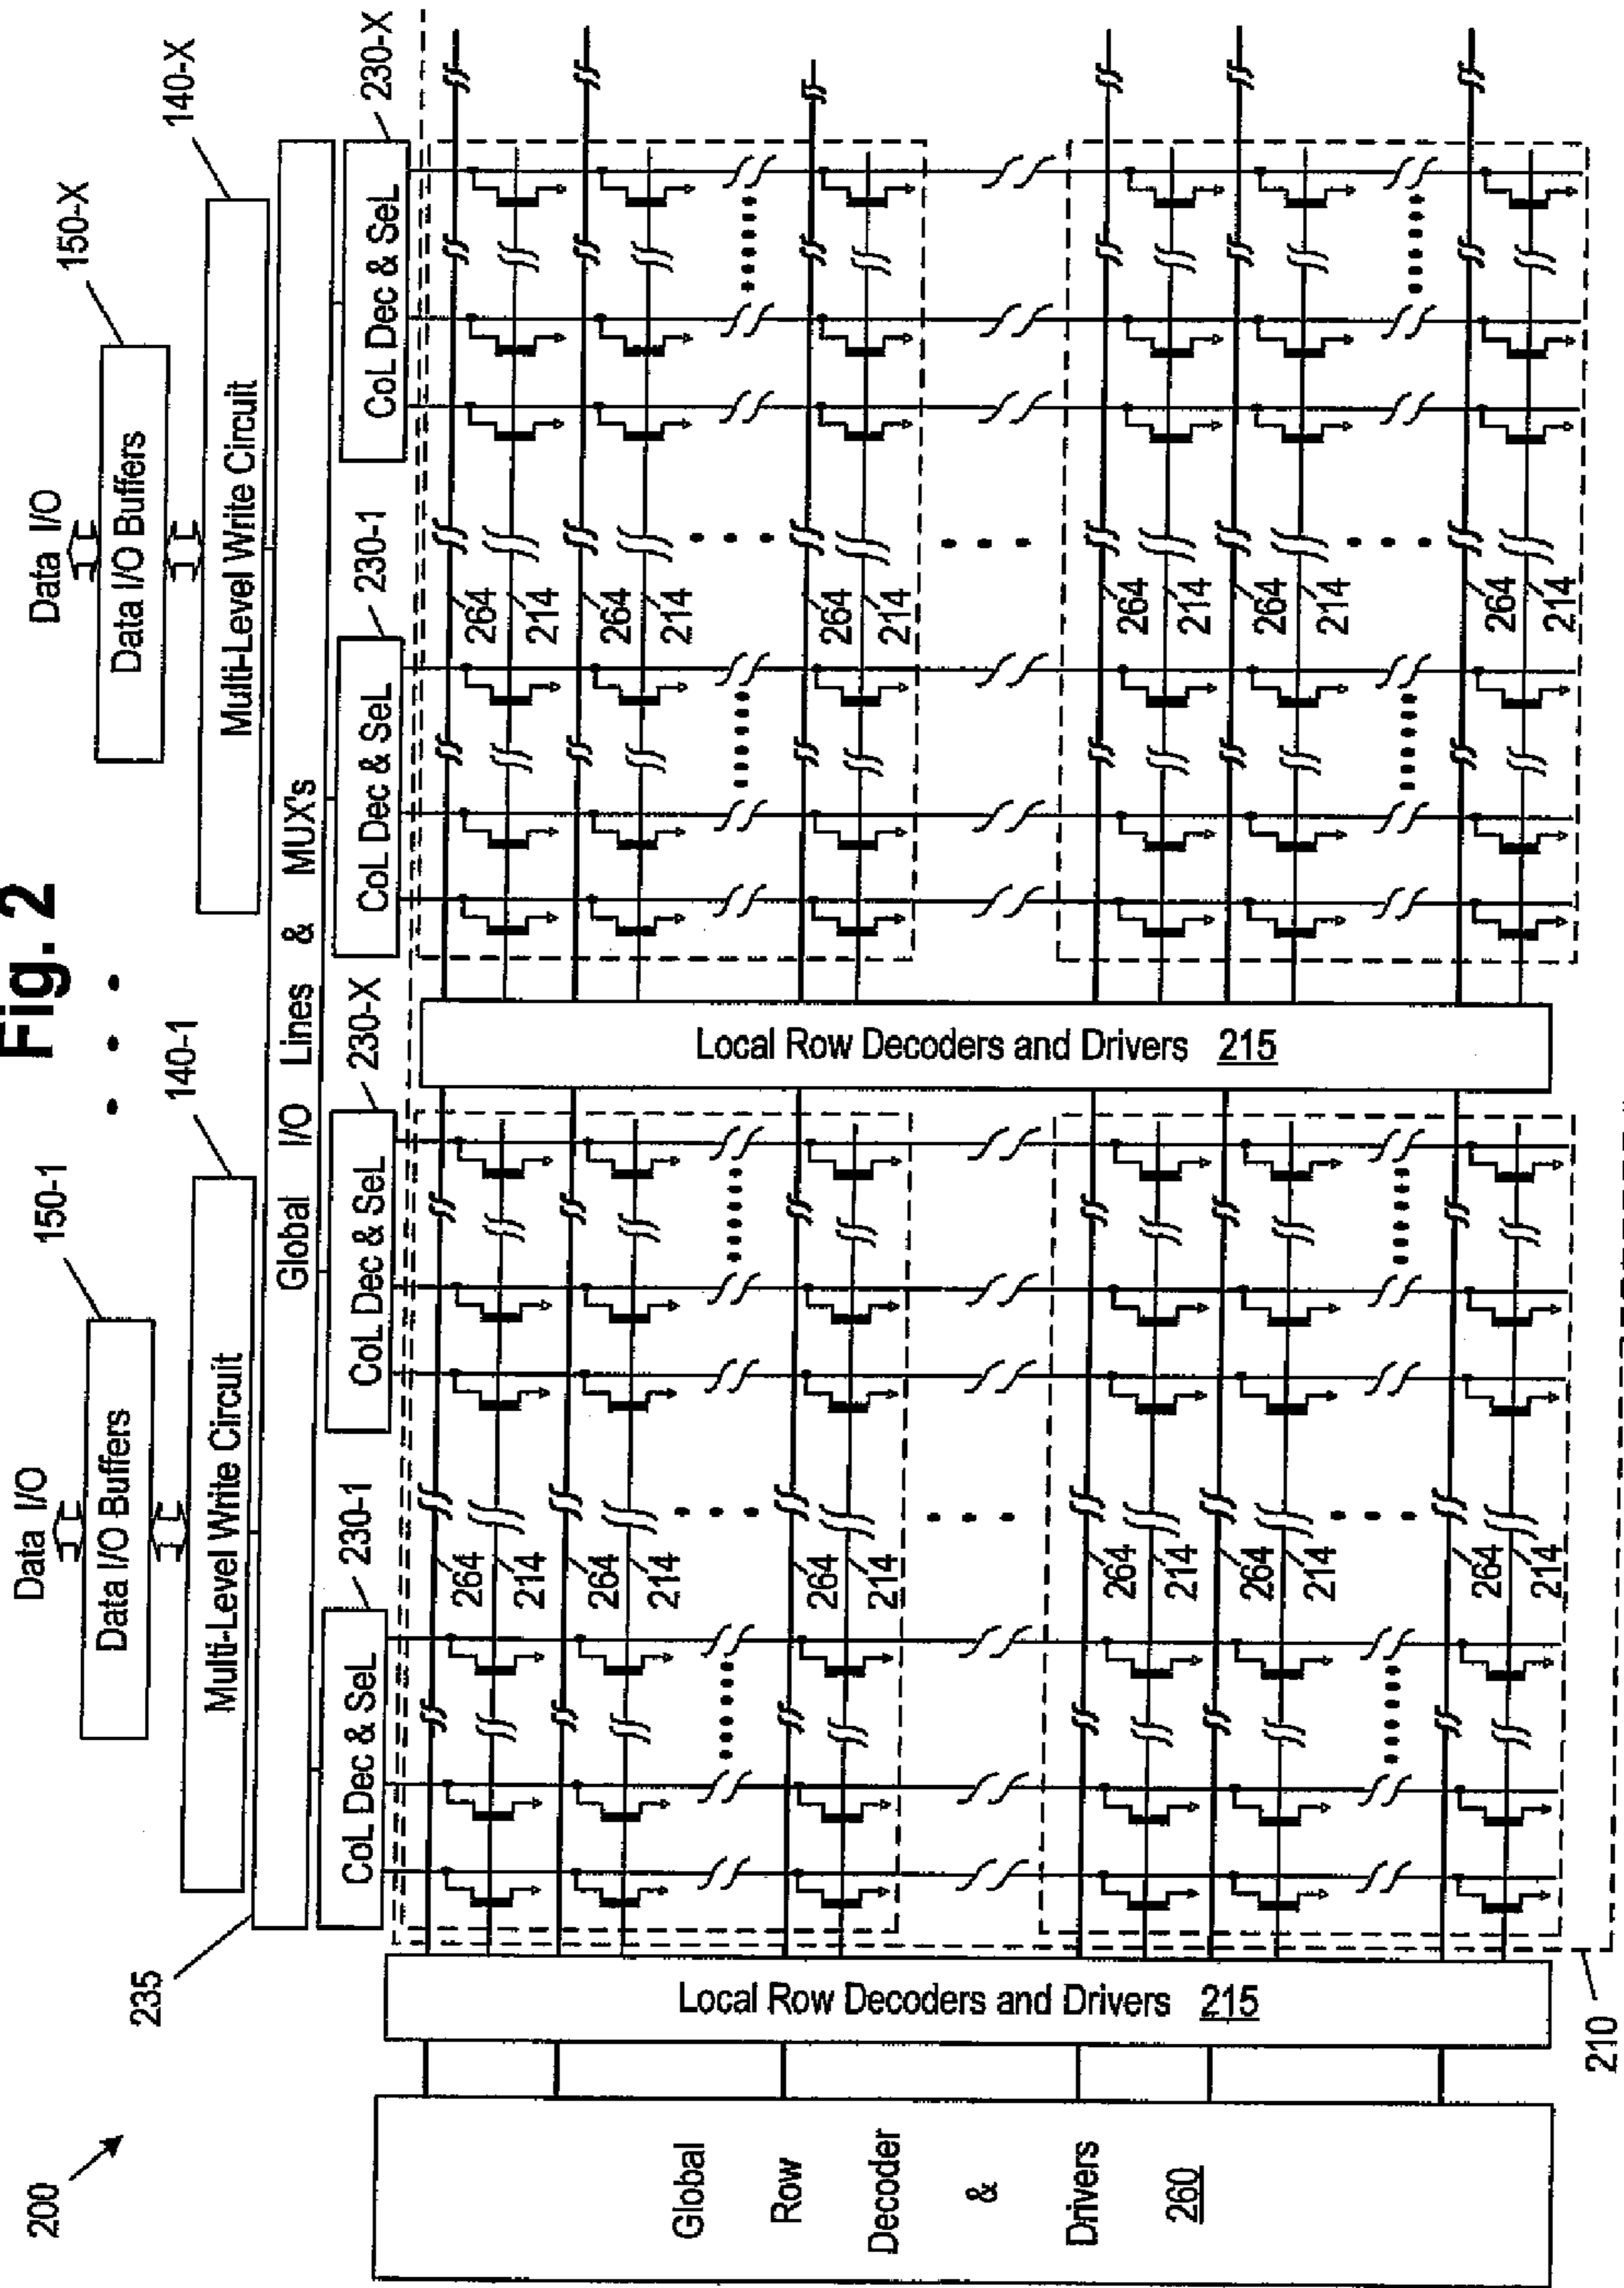 Fig. 2
200
Data I/O
Data I/O
150-1
150-X
Data I/O Buffers
Data I/O Buffers
140-1
140-X
Multi-Level Write Circuit
Multi-Level Write Circuit
235
Global I/O Lines & MUX's
230-1
230-X
230-1
230-X
CoL Dec & SeL
CoL Dec & SeL
CoL Dec & SeL
CoL Dec & SeL
264
264
214
214
264
264
214
214
264
264
214
214
264
264
214
214
264
264
214
214
264
264
214
214
Global
Row
Decoder
&
Drivers
260
Local Row Decoders and Drivers 215
Local Row Decoders and Drivers 215
210